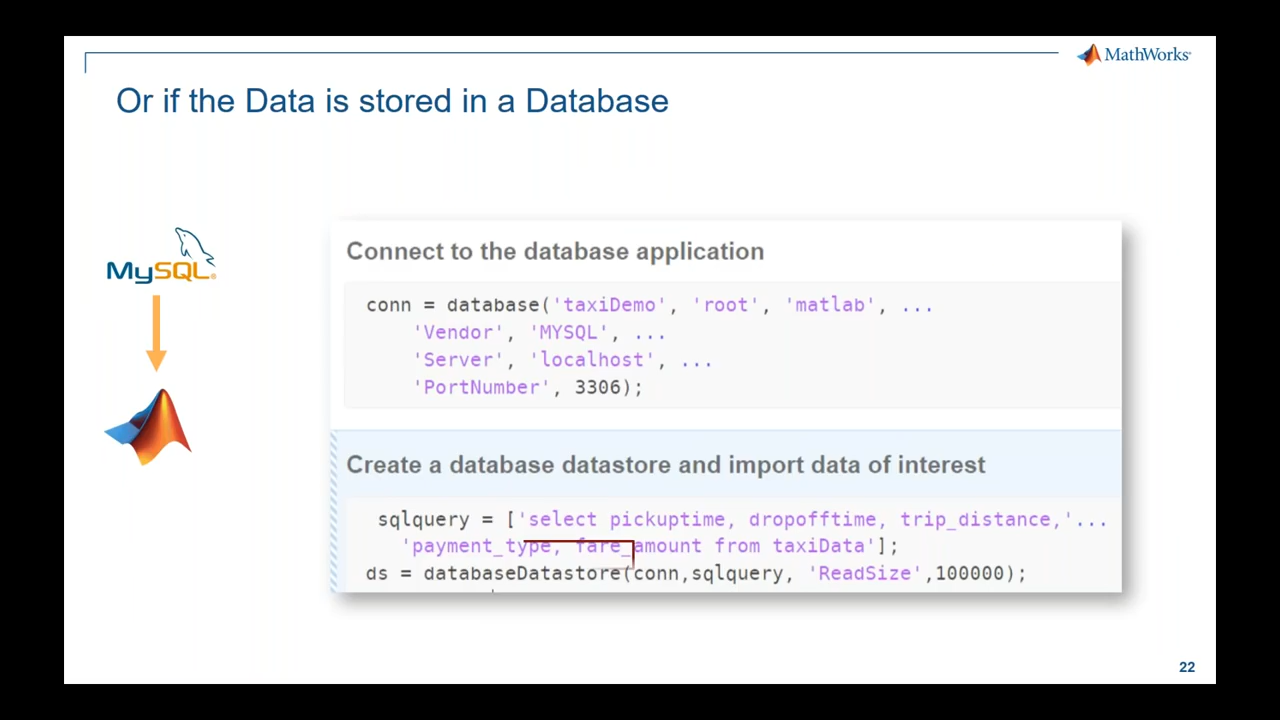 MathWorks®
Or if the Data is stored in a Database
MySQL®
Connect to the database application
conn = database('taxiDemo', 'root', 'matlab', ...
'Vendor', 'MYSQL', ...
'Server', 'localhost', ...
'PortNumber', 3306);
Create a database datastore and import data of interest
sqlquery = ['select pickuptime, dropofftime, trip_distance,'...
'payment_type, fare_amount from taxiData'];
ds = databaseDatastore(conn,sqlquery, 'ReadSize',100000);
22